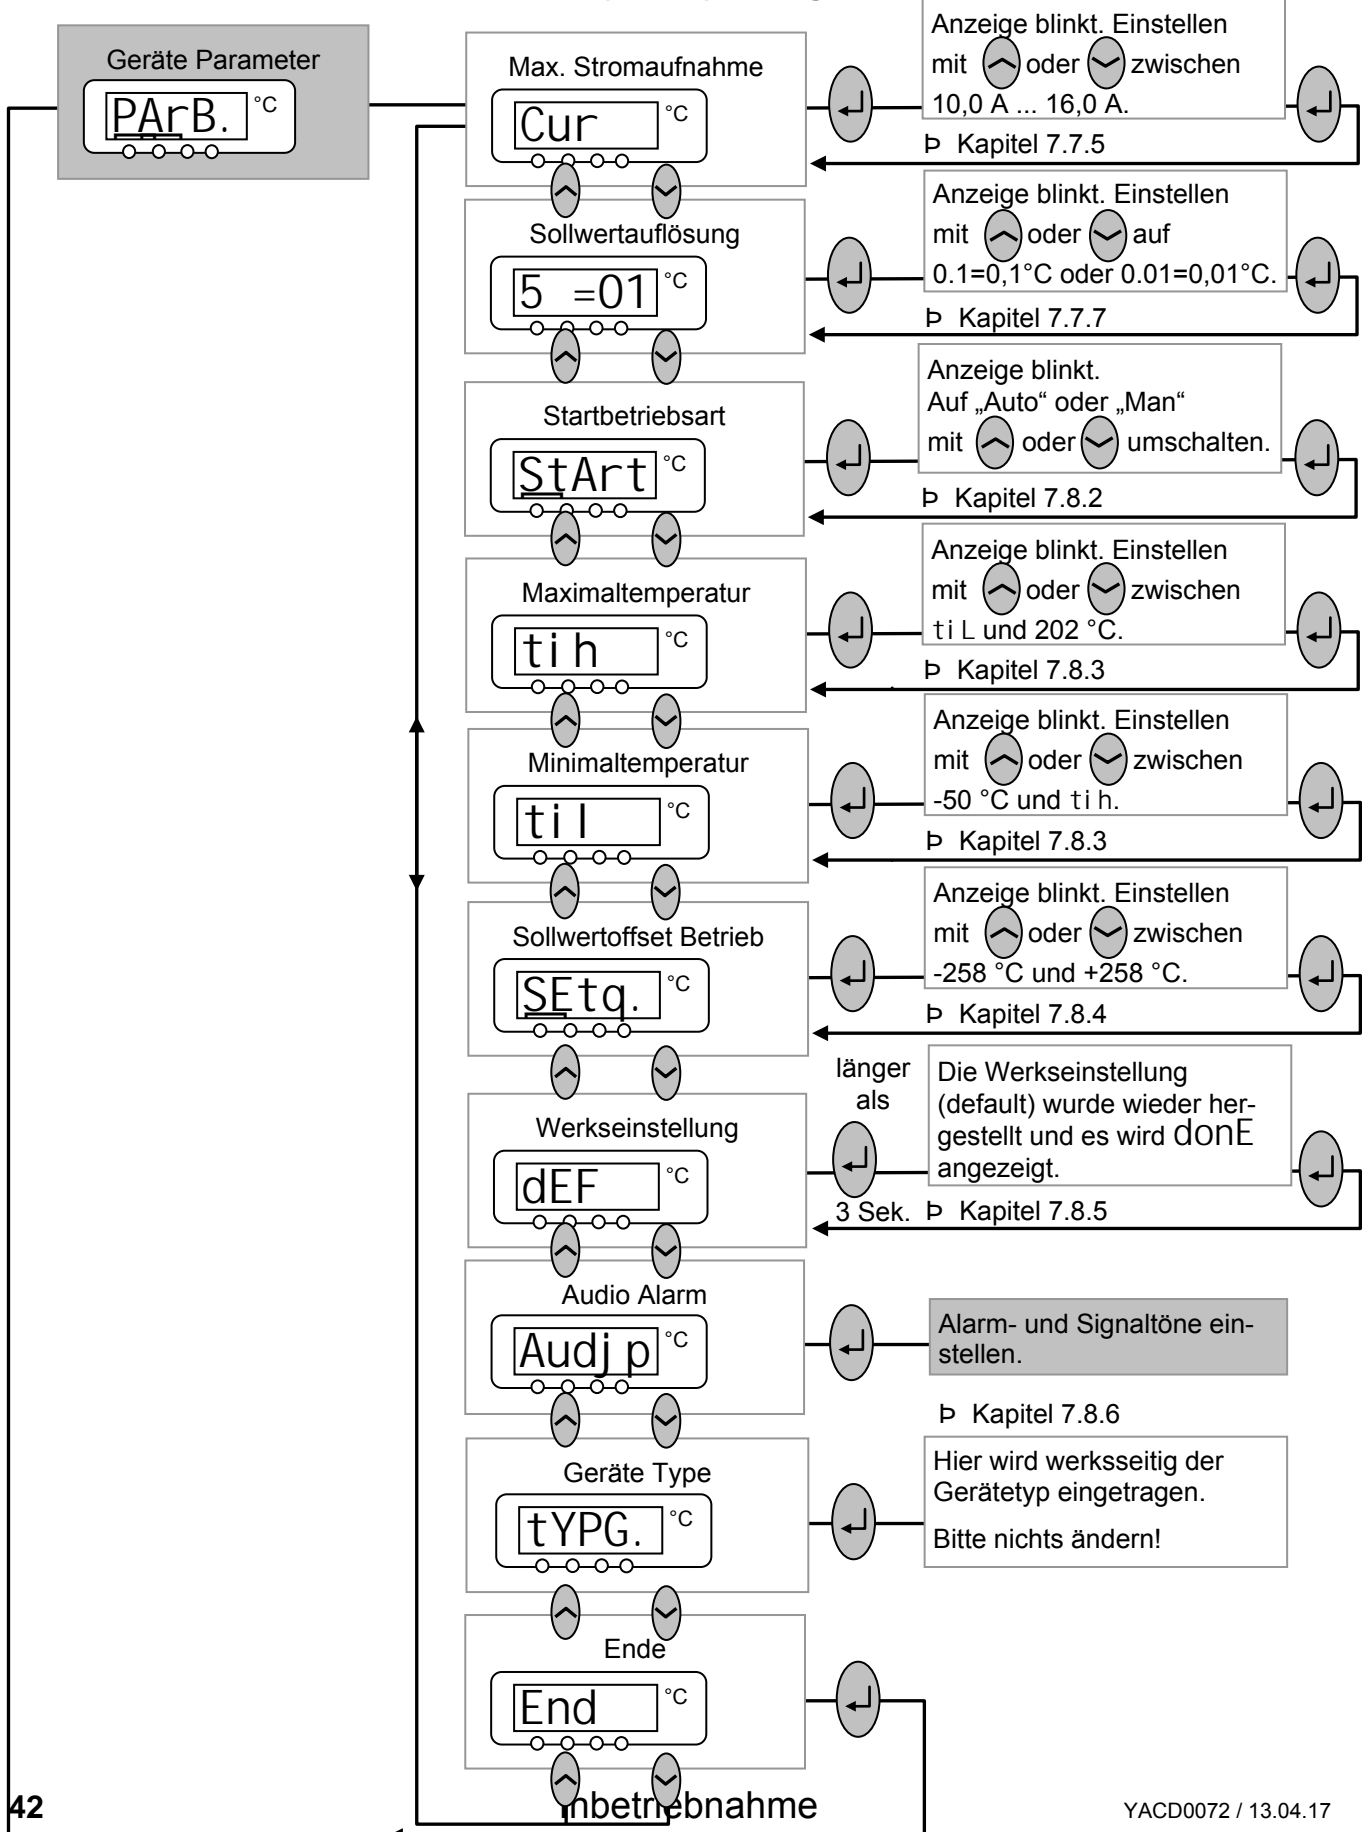 Geräte Parameter
PArB. °C
Max. Stromaufnahme
Cur °C
Anzeige blinkt. Einstellen
mit oder zwischen
10,0 A ... 16,0 A.
Þ Kapitel 7.7.5
Sollwertauflösung
5 =01 °C
Anzeige blinkt. Einstellen
mit oder auf
0.1=0,1°C oder 0.01=0,01°C.
Þ Kapitel 7.7.7
Startbetriebsart
StArt °C
Anzeige blinkt.
Auf „Auto“ oder „Man“
mit oder umschalten.
Þ Kapitel 7.8.2
Maximaltemperatur
tih °C
Anzeige blinkt. Einstellen
mit oder zwischen
tiL und 202 °C.
Þ Kapitel 7.8.3
Minimaltemperatur
til °C
Anzeige blinkt. Einstellen
mit oder zwischen
-50 °C und tih.
Þ Kapitel 7.8.3
Sollwertoffset Betrieb
SEtq. °C
Anzeige blinkt. Einstellen
mit oder zwischen
-258 °C und +258 °C.
Þ Kapitel 7.8.4
Werkseinstellung
dEF °C
länger
als
3 Sek.
Die Werkseinstellung
(default) wurde wieder her-
gestellt und es wird donE
angezeigt.
Þ Kapitel 7.8.5
Audio Alarm
Audjp °C
Alarm- und Signaltöne ein-
stellen.
Þ Kapitel 7.8.6
Geräte Type
tYPG. °C
Hier wird werksseitig der
Gerätetyp eingetragen.
Bitte nichts ändern!
Ende
End °C
42
Inbetriebnahme
YACD0072 / 13.04.17